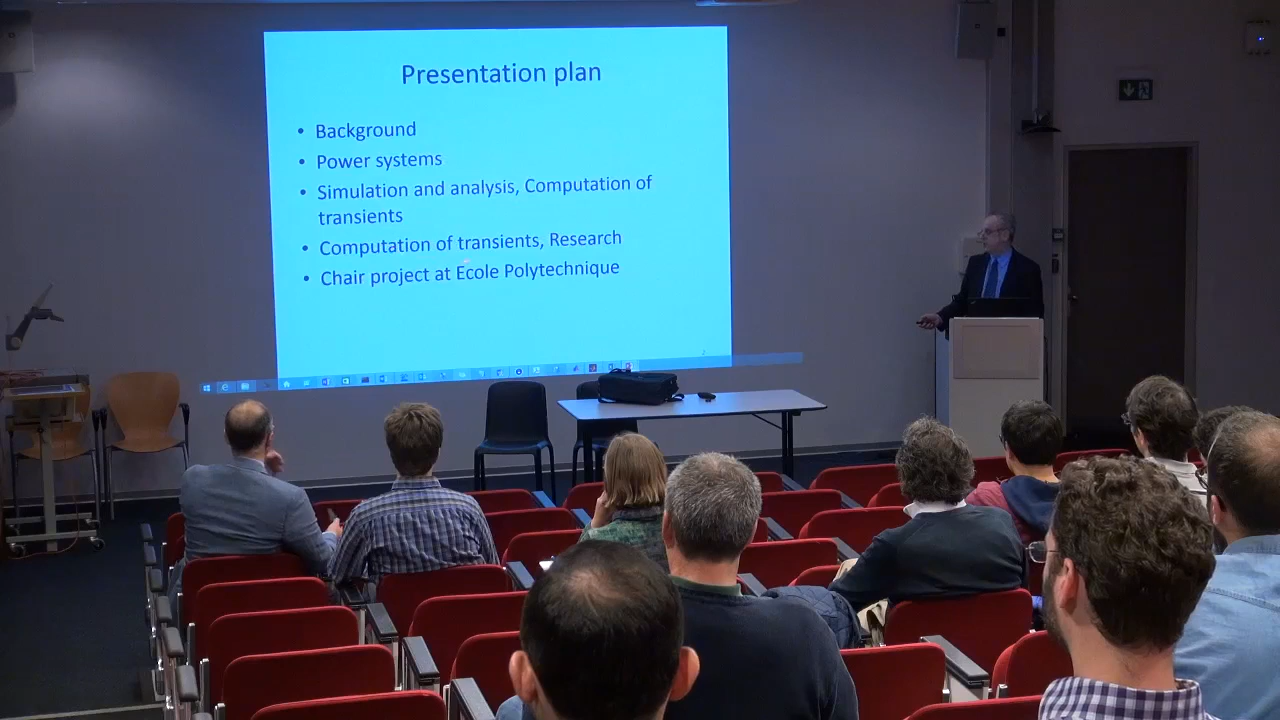 Presentation plan
• Background
• Power systems
• Simulation and analysis, Computation of
transients
• Computation of transients, Research
• Chair project at Ecole Polytechnique